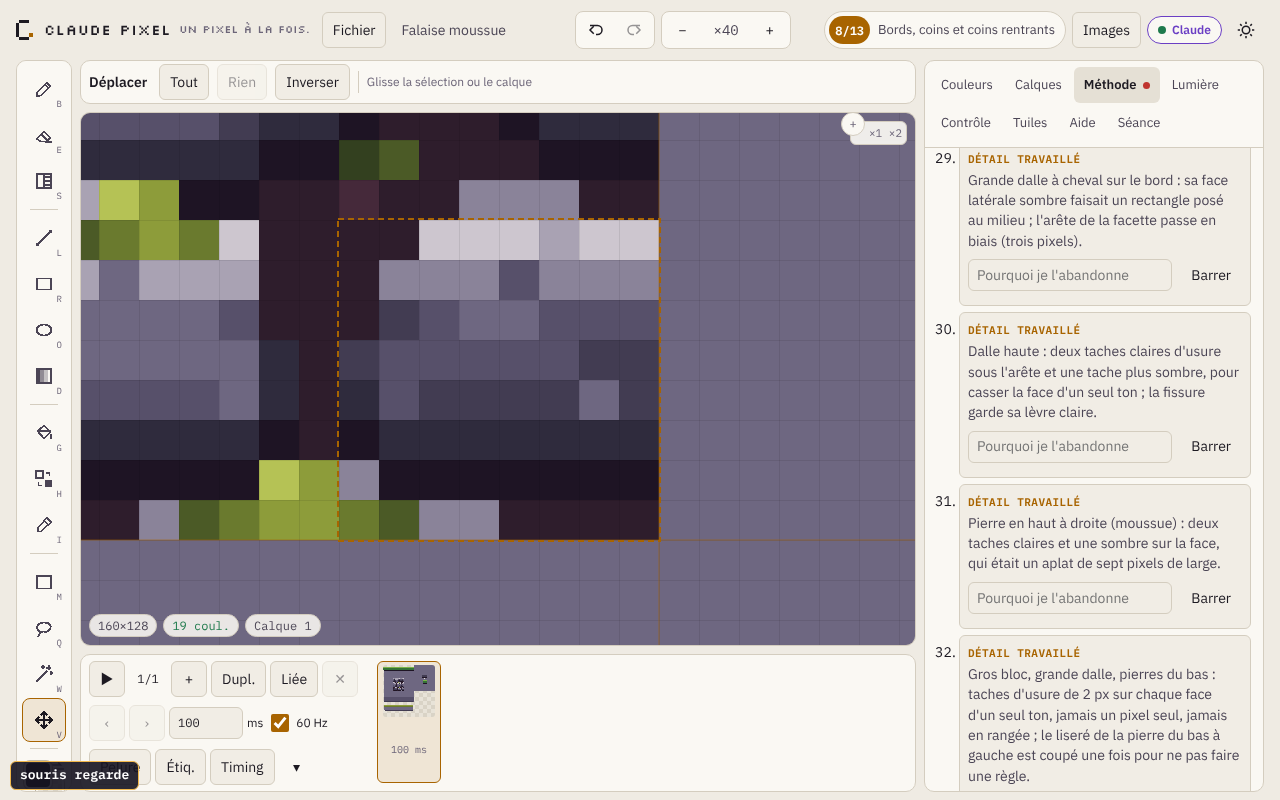 CLAUDE PIXEL UN PIXEL À LA FOIS. Fichier Falaise moussue − ×40 + 8/13 Bords, coins et coins rentrants Images Claude
Déplacer Tout Rien Inverser Glisse la sélection ou le calque
Couleurs Calques Méthode Lumière
Contrôle Tuiles Aide Séance
B
E
S
L
R
O
D
G
H
I
M
Q
W
V
+ ×1 ×2
29. DÉTAIL TRAVAILLÉ
Grande dalle à cheval sur le bord : sa face
latérale sombre faisait un rectangle posé
au milieu ; l'arête de la facette passe en
biais (trois pixels).
Pourquoi je l'abandonne Barrer
30. DÉTAIL TRAVAILLÉ
Dalle haute : deux taches claires d'usure
sous l'arête et une tache plus sombre, pour
casser la face d'un seul ton ; la fissure
garde sa lèvre claire.
Pourquoi je l'abandonne Barrer
31. DÉTAIL TRAVAILLÉ
Pierre en haut à droite (moussue) : deux
taches claires et une sombre sur la face,
qui était un aplat de sept pixels de large.
Pourquoi je l'abandonne Barrer
32. DÉTAIL TRAVAILLÉ
Gros bloc, grande dalle, pierres du bas :
taches d'usure de 2 px sur chaque face
d'un seul ton, jamais un pixel seul, jamais
en rangée ; le liseré de la pierre du bas à
gauche est coupé une fois pour ne pas faire
une règle.
160×128 19 coul. Calque 1
1/1 + Dupl. Liée ✕
‹ › 100 ms 60 Hz
Étiq. Timing ▼
100 ms
souris regarde